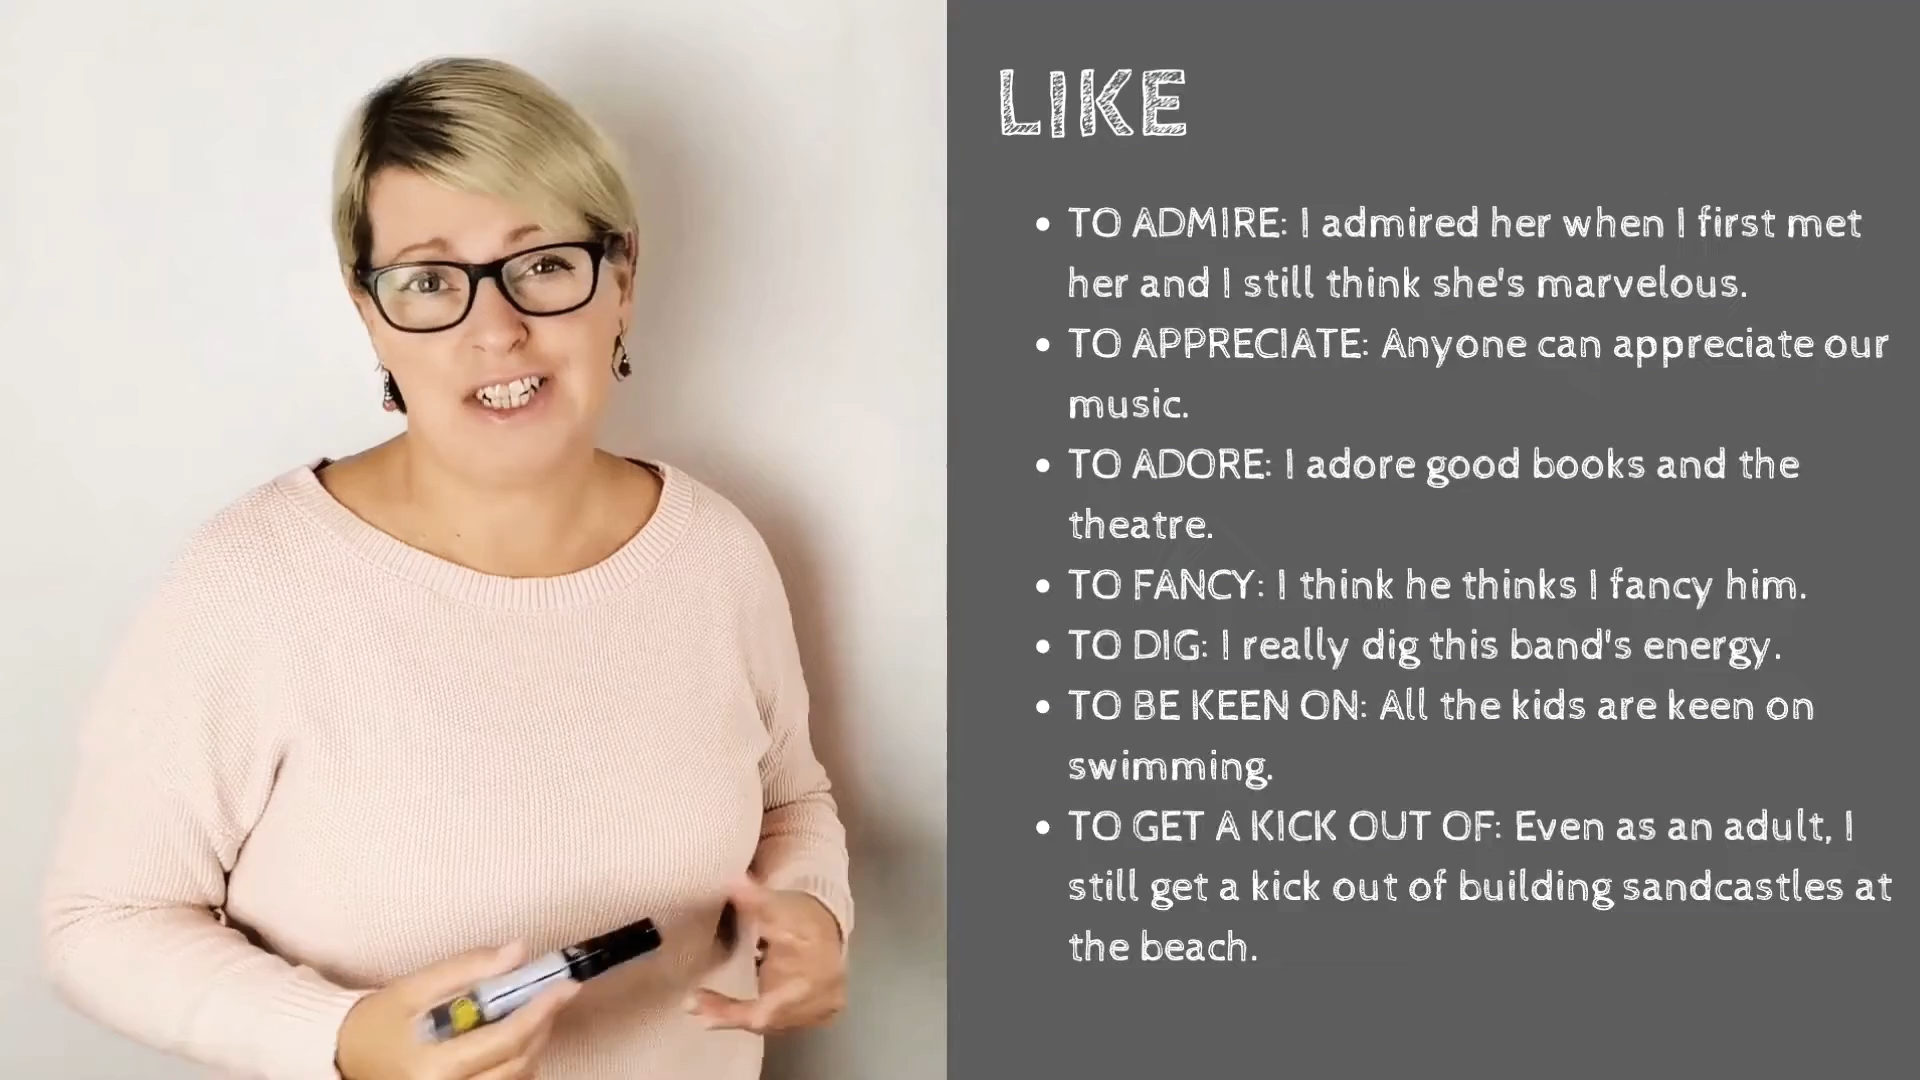 LIKE
• TO ADMIRE: I admired her when I first met
her and I still think she's marvelous.
• TO APPRECIATE: Anyone can appreciate our
music.
• TO ADORE: I adore good books and the
theatre.
• TO FANCY: I think he thinks I fancy him.
• TO DIG: I really dig this band's energy.
• TO BE KEEN ON: All the kids are keen on
swimming.
• TO GET A KICK OUT OF: Even as an adult, I
still get a kick out of building sandcastles at
the beach.